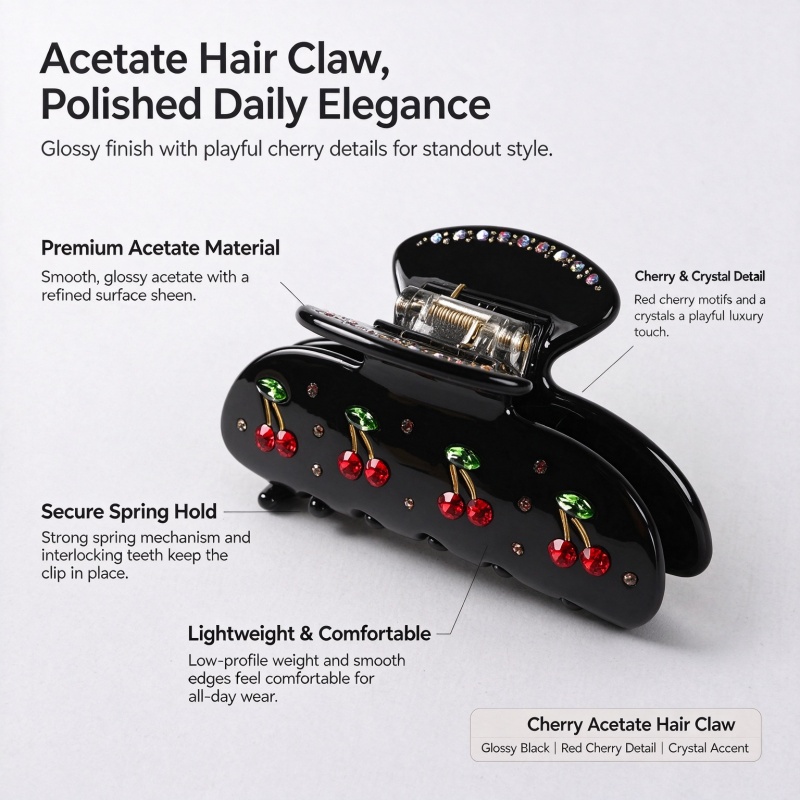 Acetate Hair Claw,
Polished Daily Elegance
Glossy finish with playful cherry details for standout style.
Premium Acetate Material
Smooth, glossy acetate with a
refined surface sheen.
Cherry & Crystal Detail
Red cherry motifs and a
crystals a playful luxury
touch.
Secure Spring Hold
Strong spring mechanism and
interlocking teeth keep the
clip in place.
Lightweight & Comfortable
Low-profile weight and smooth
edges feel comfortable for
all-day wear.
Cherry Acetate Hair Claw
Glossy Black | Red Cherry Detail | Crystal Accent